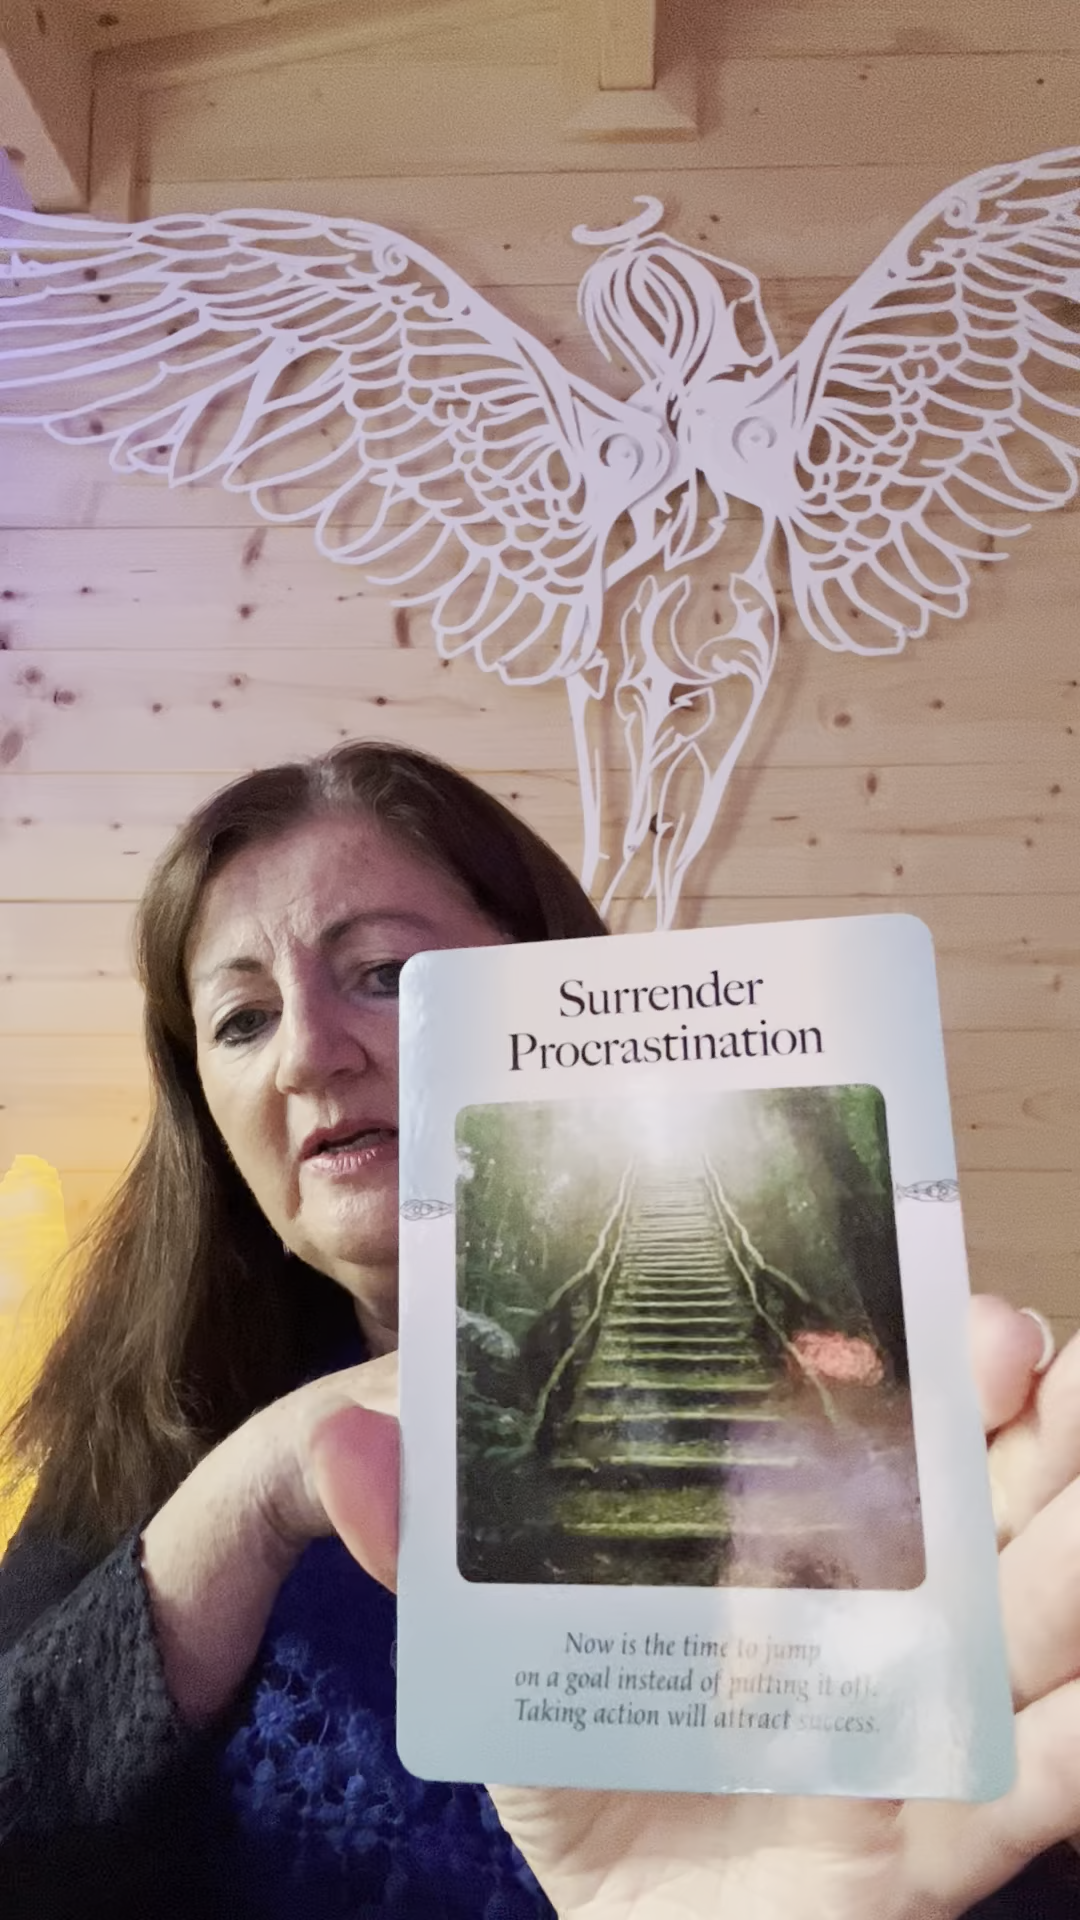 Surrender
Procrastination
Now is the time to jump
on a goal instead of putting it off.
Taking action will attract success.